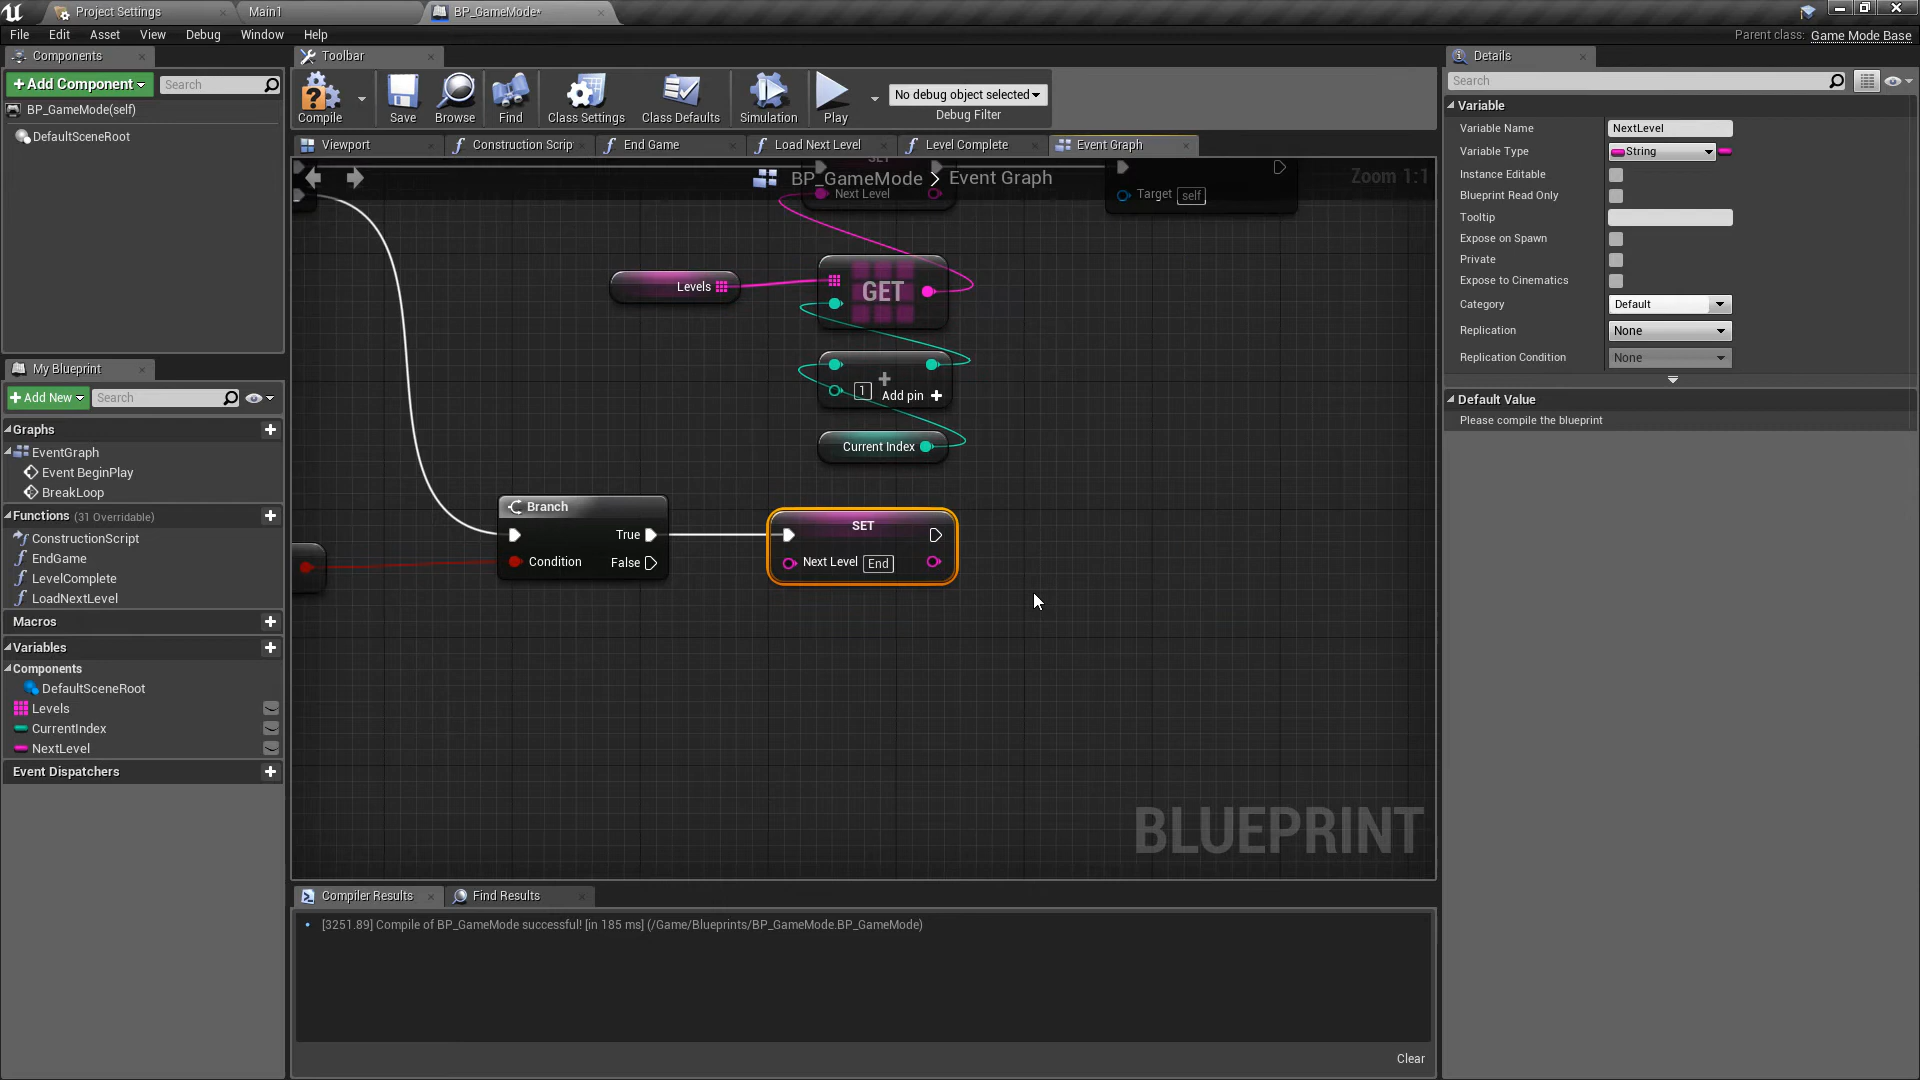 Project Settings
Main1
BP_GameMode*
File Edit Asset View Debug Window Help
Parent class: Game Mode Base
Components
+Add Component
Search
BP_GameMode(self)
DefaultSceneRoot
My Blueprint
+Add New
Search
Graphs
EventGraph
Event BeginPlay
BreakLoop
Functions (31 Overridable)
ConstructionScript
EndGame
LevelComplete
LoadNextLevel
Macros
Variables
Components
DefaultSceneRoot
Levels
CurrentIndex
NextLevel
Event Dispatchers
Toolbar
Compile
Save
Browse
Find
Class Settings
Class Defaults
Simulation
Play
No debug object selected
Debug Filter
Viewport
Construction Scrip
End Game
Load Next Level
Level Complete
Event Graph
BP_GameMode > Event Graph
Zoom 1:1
SET
Next Level
Target self
Levels
GET
+
1 Add pin +
Current Index
Branch
True
Condition False
SET
Next Level End
BLUEPRINT
Compiler Results
Find Results
• [3251.89] Compile of BP_GameMode successful! [in 185 ms] (/Game/Blueprints/BP_GameMode.BP_GameMode)
Clear
Details
Search
Variable
Variable Name NextLevel
Variable Type String
Instance Editable
Blueprint Read Only
Tooltip
Expose on Spawn
Private
Expose to Cinematics
Category Default
Replication None
Replication Condition None
Default Value
Please compile the blueprint